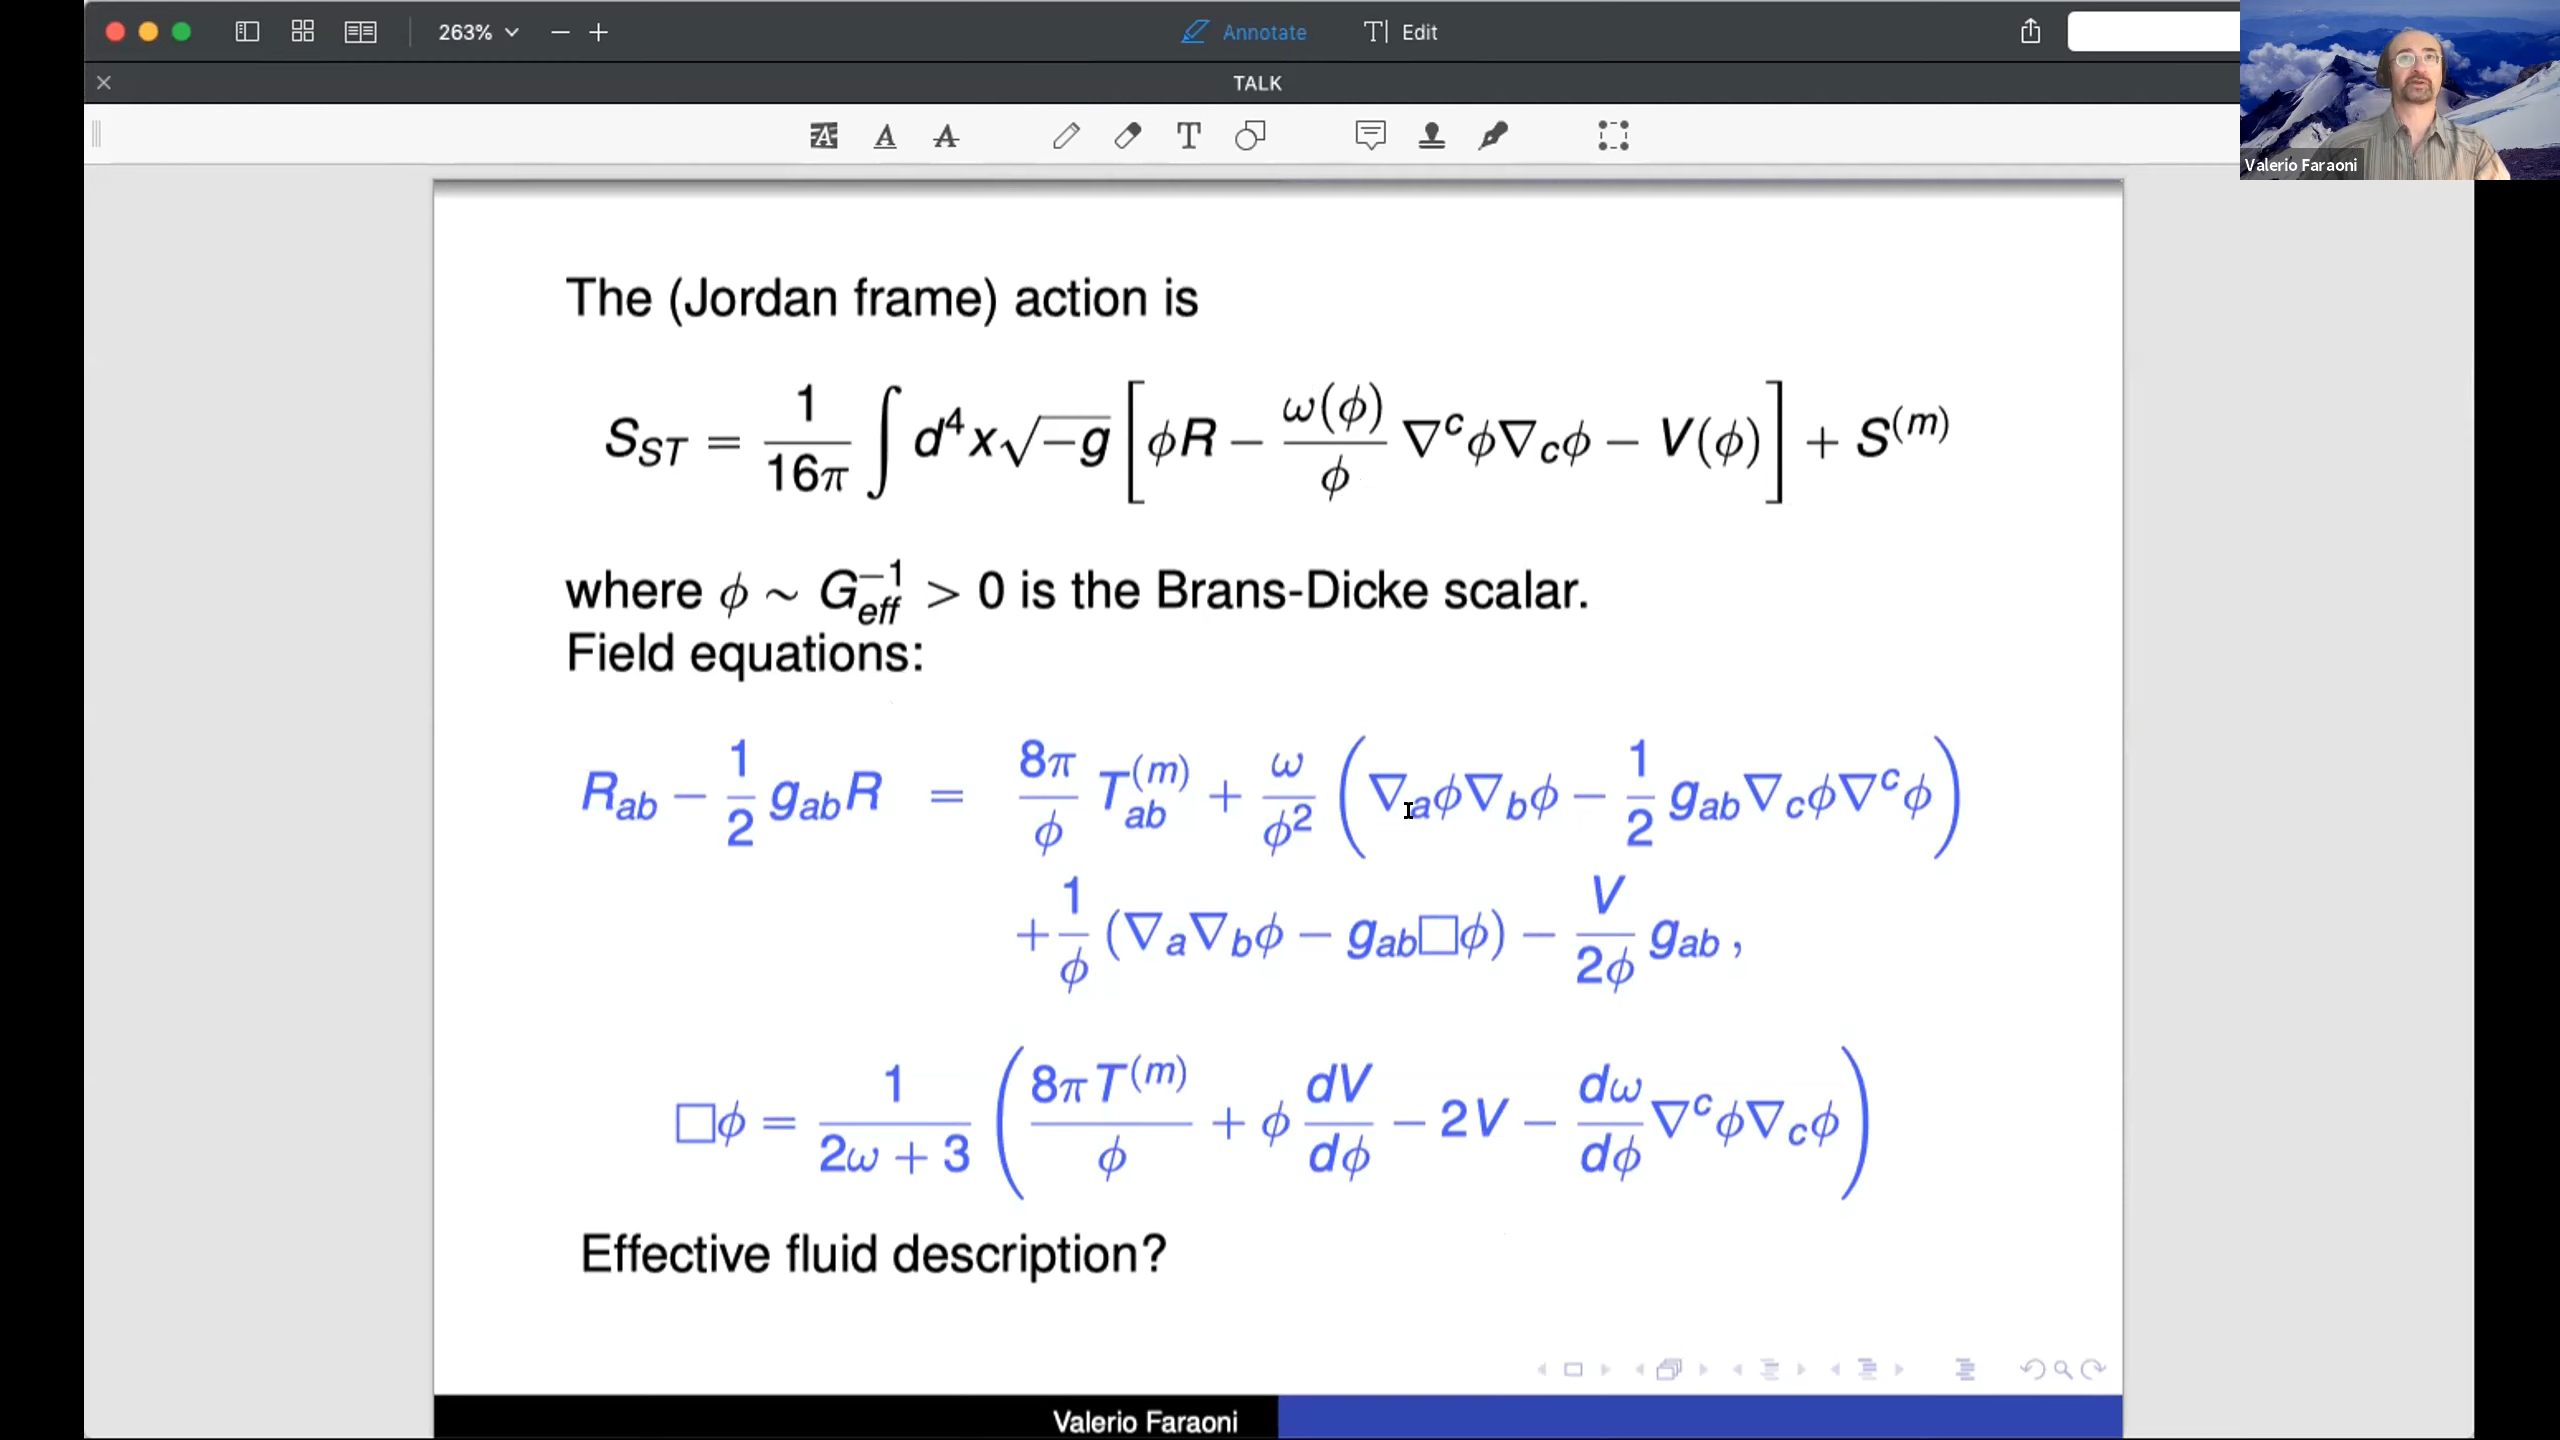 263%
Annotate
T| Edit
TALK
Valerio Faraoni
The (Jordan frame) action is
S_{ST} = \frac{1}{16\pi} \int d^4x \sqrt{-g} \left[ \phi R - \frac{\omega(\phi)}{\phi} \nabla^c \phi \nabla_c \phi - V(\phi) \right] + S^{(m)}
where \phi \sim G_{eff}^{-1} > 0 is the Brans-Dicke scalar.
Field equations:
R_{ab} - \frac{1}{2} g_{ab} R = \frac{8\pi}{\phi} T_{ab}^{(m)} + \frac{\omega}{\phi^2} \left( \nabla_a \phi \nabla_b \phi - \frac{1}{2} g_{ab} \nabla_c \phi \nabla^c \phi \right)
+ \frac{1}{\phi} ( \nabla_a \nabla_b \phi - g_{ab} \Box \phi ) - \frac{V}{2\phi} g_{ab} ,
\Box \phi = \frac{1}{2\omega + 3} \left( \frac{8\pi T^{(m)}}{\phi} + \phi \frac{dV}{d\phi} - 2V - \frac{d\omega}{d\phi} \nabla^c \phi \nabla_c \phi \right)
Effective fluid description?
Valerio Faraoni